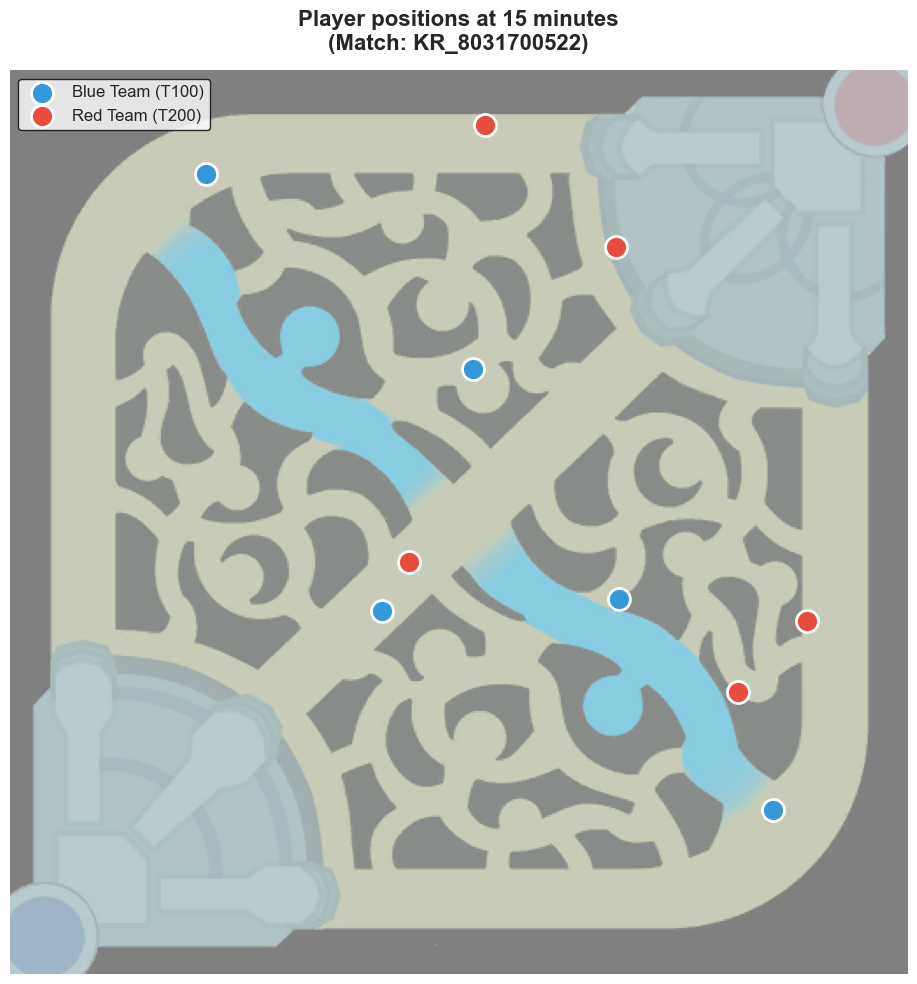 Player positions at 15 minutes
(Match: KR_8031700522)
Blue Team (T100)
Red Team (T200)